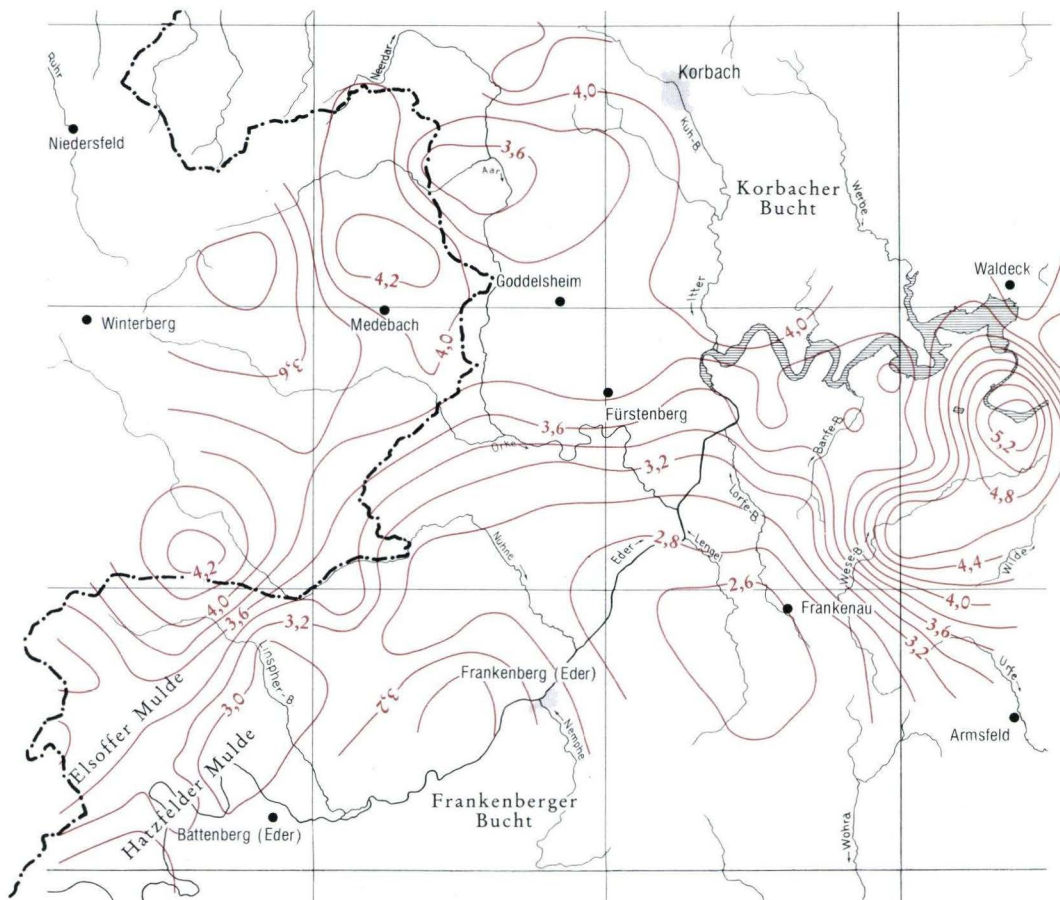 Ruhr
Niedersfeld
Neerdar
Korbach
4,0
Kuh-B.
3,6
Aar
Korbacher
Bucht
Werbe
4,2
Goddelsheim
Itter
Waldeck
Winterberg
Medebach
4,0
4,0
3,6
Fürstenberg
3,6
Orke
3,2
Banfe-B
5,2
4,8
Lorfe-B
Nuhne
Eder
2,8
Lengel
Wese-B
4,4
Wilde
4,2
4,0
3,6
3,2
2,6
Frankenau
4,0
3,6
3,2
Linspher-B
Frankenberg (Eder)
Urfe
Elsoffer Mulde
3,0
3,2
Nemphe
Armsfeld
Hatzfelder Mulde
Frankenberger
Bucht
Battenberg (Eder)
Wohra